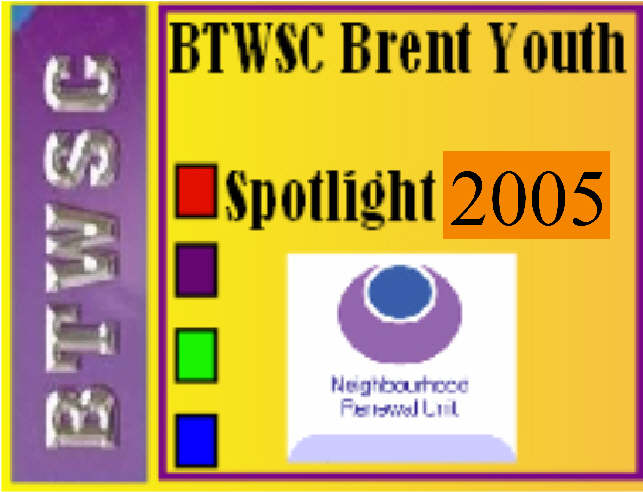 BTWSC
BTWSC Brent Youth
Spotlight 2005
Neighbourhood
Renewal Unit